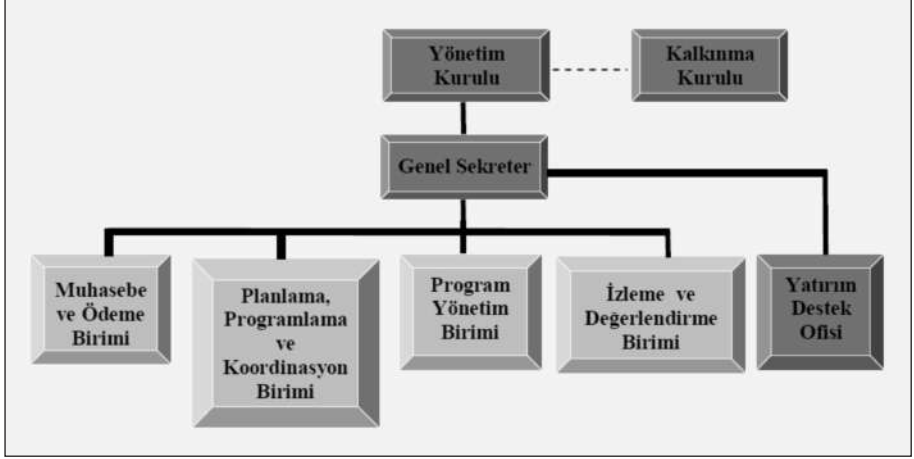 Yönetim
Kurulu
Kalkınma
Kurulu
Genel Sekreter
Muhasebe
ve Ödeme
Birimi
Planlama,
Programlama
ve
Koordinasyon
Birimi
Program
Yönetim
Birimi
İzleme ve
Değerlendirme
Birimi
Yatırım
Destek
Ofisi